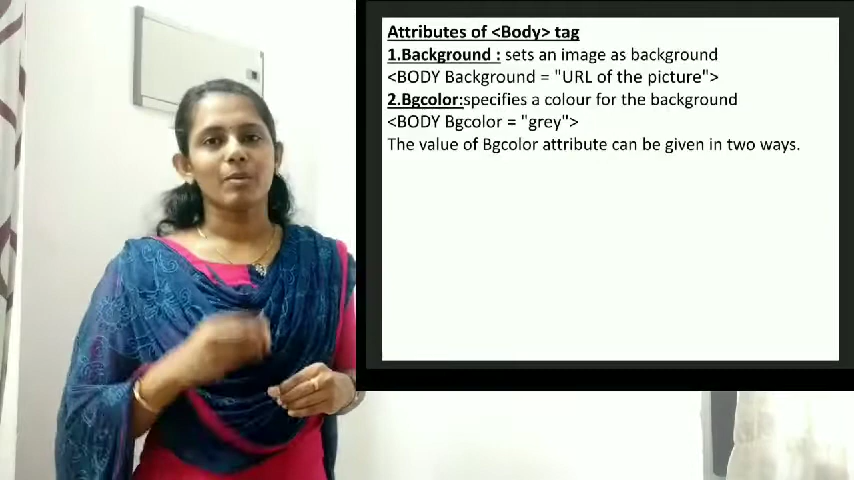 Attributes of <Body> tag
1.Background : sets an image as background
<BODY Background = "URL of the picture">
2.Bgcolor:specifies a colour for the background
<BODY Bgcolor = "grey">
The value of Bgcolor attribute can be given in two ways.